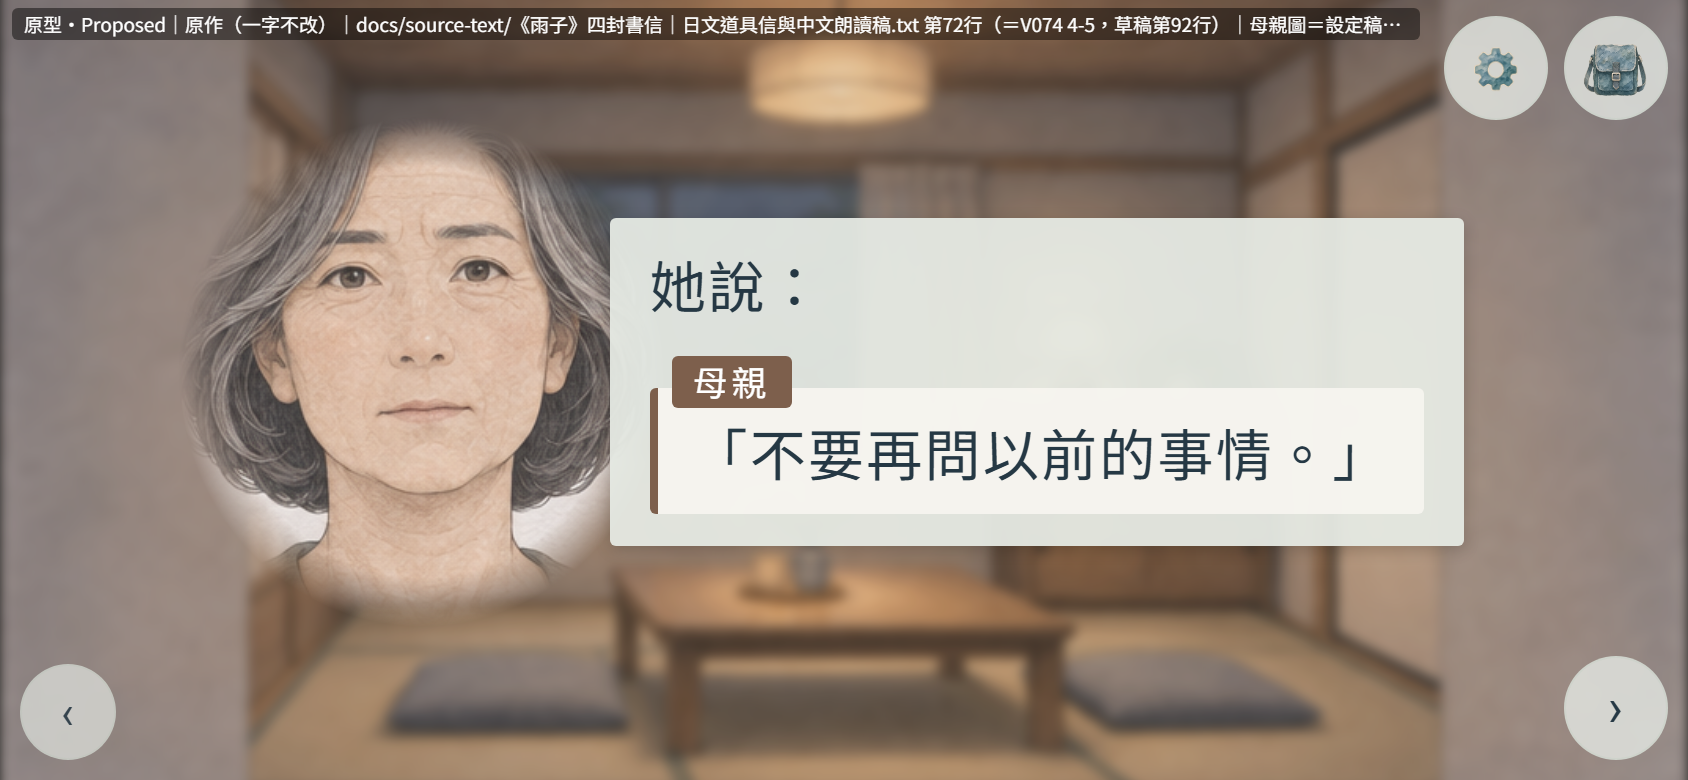 原型・Proposed｜原作（一字不改）｜docs/source-text/《雨子》四封書信｜日文道具信與中文朗讀稿.txt 第72行（＝V074 4-5，草稿第92行）｜母親圖＝設定稿…
她說：
母親
「不要再問以前的事情。」
‹
›